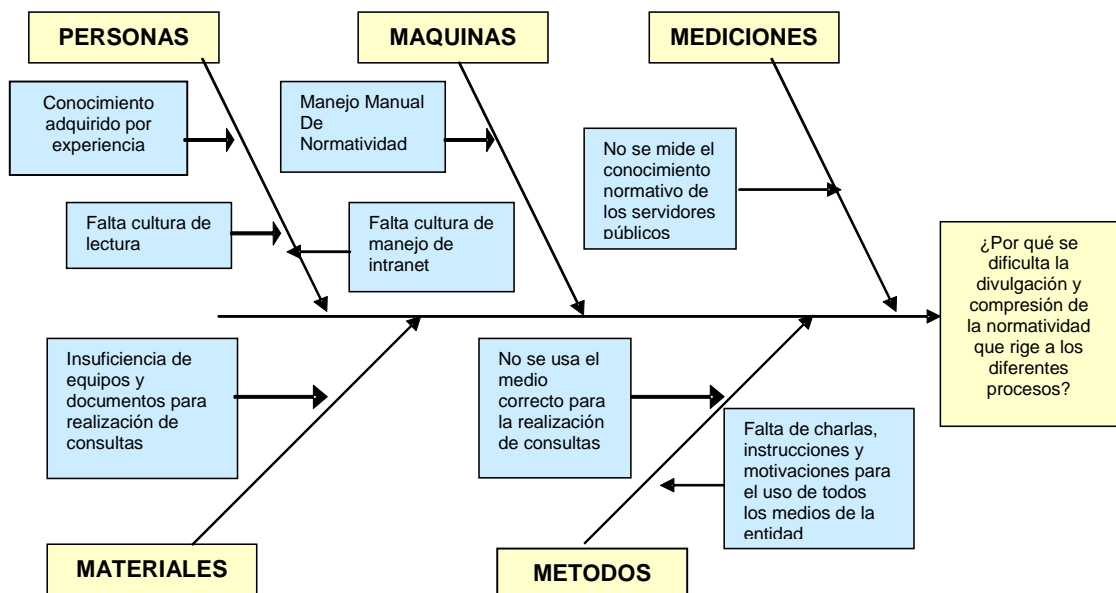 PERSONAS
MAQUINAS
MEDICIONES
Conocimiento
adquirido por
experiencia
Manejo Manual
De
Normatividad
No se mide el
conocimiento
normativo de
los servidores
públicos
Falta cultura de
lectura
Falta cultura de
manejo de
intranet
¿Por qué se
dificulta la
divulgación y
compresión de
la normatividad
que rige a los
diferentes
procesos?
Insuficiencia de
equipos y
documentos para
realización de
consultas
No se usa el
medio
correcto para
la realización
de consultas
Falta de charlas,
instrucciones y
motivaciones para
el uso de todos
los medios de la
entidad
MATERIALES
METODOS